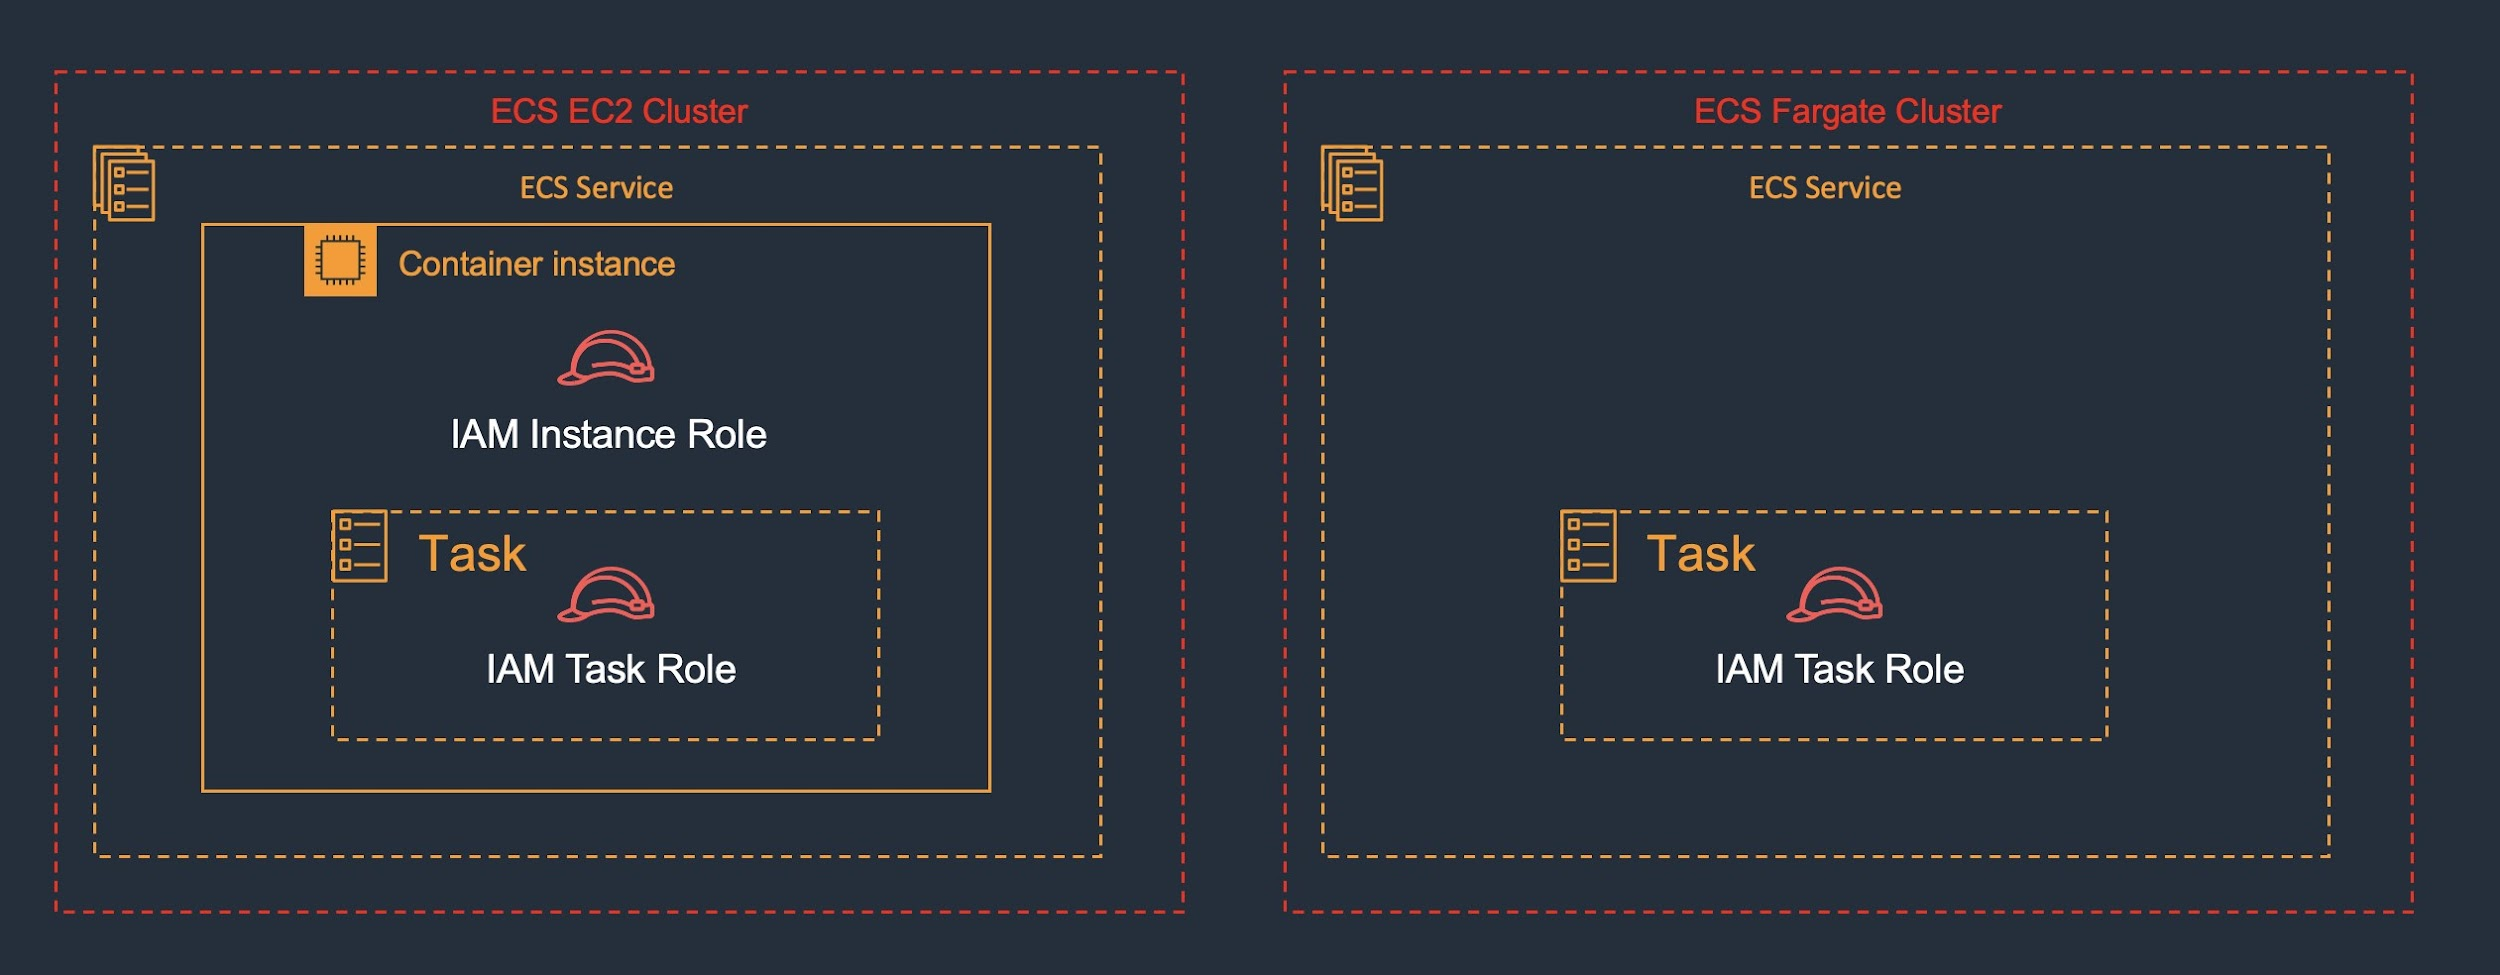 ECS EC2 Cluster
ECS Service
Container instance
IAM Instance Role
Task
IAM Task Role
ECS Fargate Cluster
ECS Service
Task
IAM Task Role